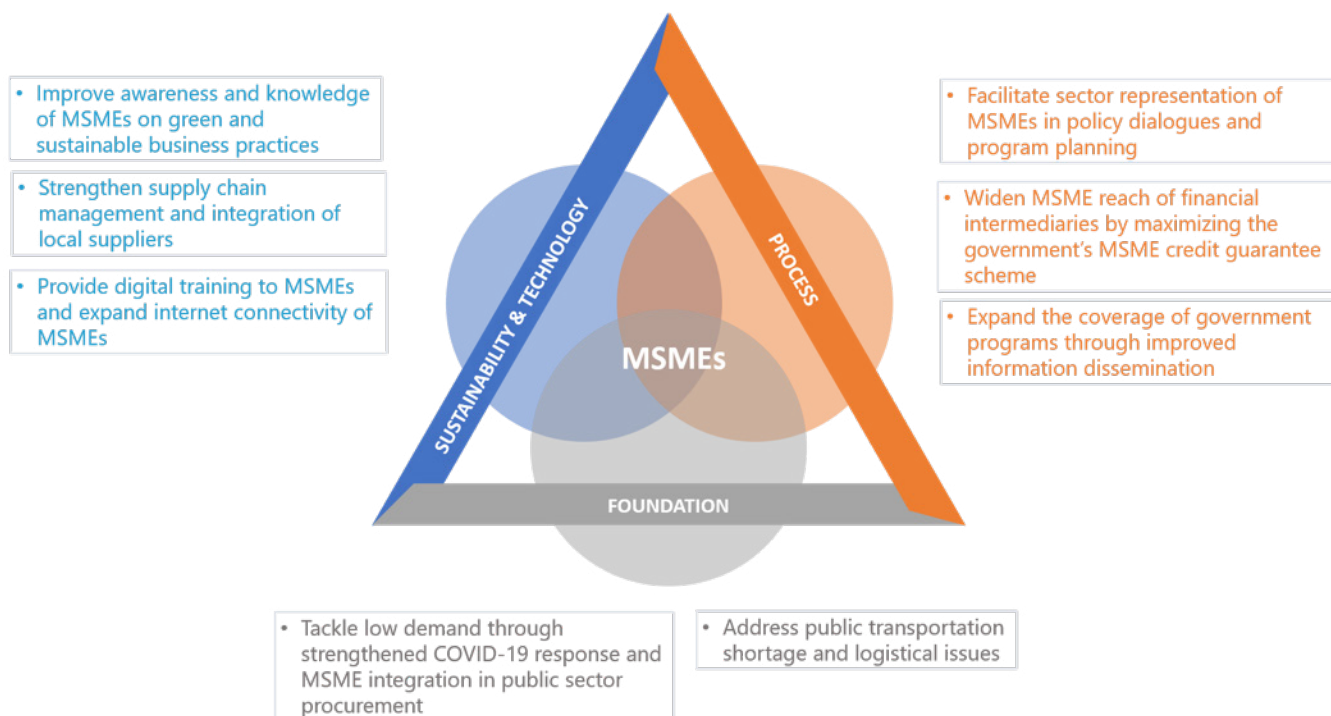 • Improve awareness and knowledge
of MSMEs on green and
sustainable business practices
• Strengthen supply chain
management and integration of
local suppliers
• Provide digital training to MSMEs
and expand internet connectivity of
MSMEs
SUSTAINABILITY & TECHNOLOGY
PROCESS
MSMEs
FOUNDATION
• Facilitate sector representation of
MSMEs in policy dialogues and
program planning
• Widen MSME reach of financial
intermediaries by maximizing the
government's MSME credit guarantee
scheme
• Expand the coverage of government
programs through improved
information dissemination
• Tackle low demand through
strengthened COVID-19 response and
MSME integration in public sector
procurement
• Address public transportation
shortage and logistical issues